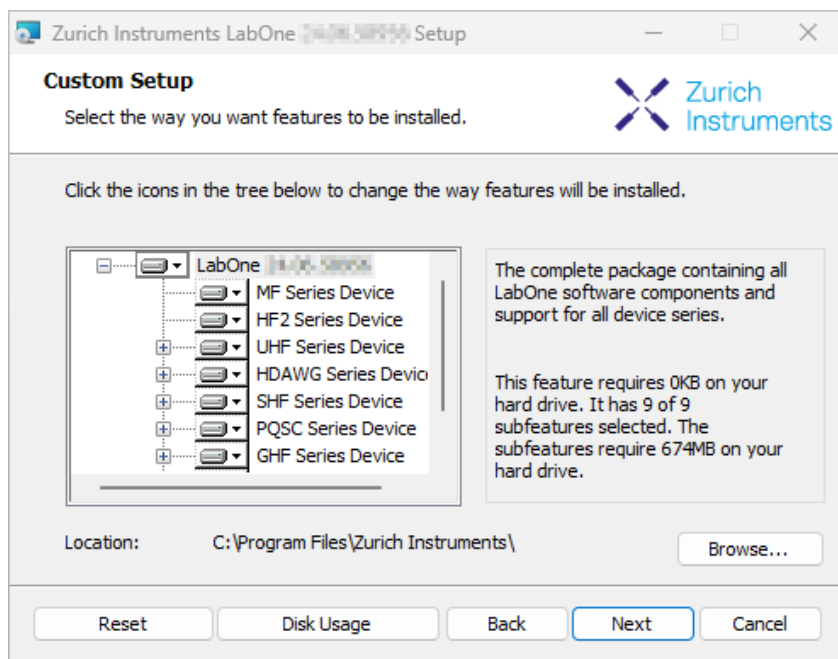 Zurich Instruments LabOne Setup
Custom Setup
Select the way you want features to be installed.
Zurich
Instruments
Click the icons in the tree below to change the way features will be installed.
LabOne
MF Series Device
HF2 Series Device
UHF Series Device
HDAWG Series Devic
SHF Series Device
PQSC Series Device
GHF Series Device
The complete package containing all
LabOne software components and
support for all device series.
This feature requires 0KB on your
hard drive. It has 9 of 9
subfeatures selected. The
subfeatures require 674MB on your
hard drive.
Location: C:\Program Files\Zurich Instruments\
Browse...
Reset Disk Usage Back Next Cancel